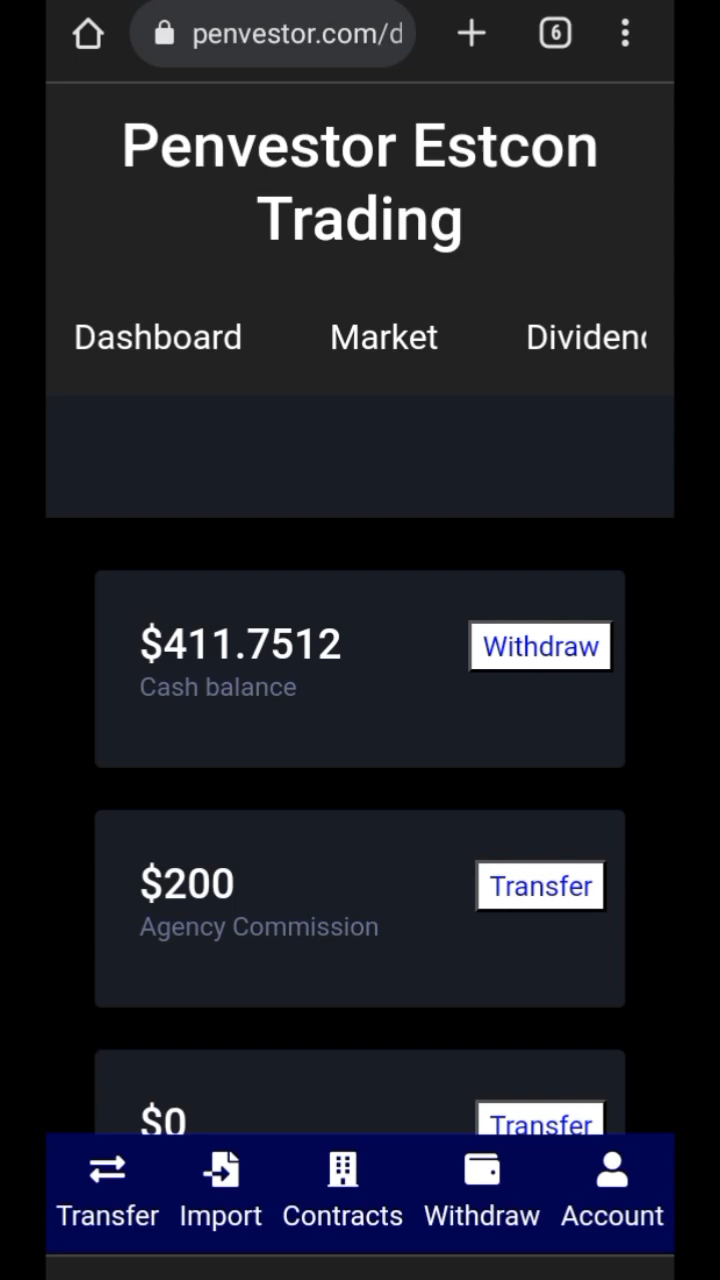 penvestor.com/d
6
Penvestor Estcon
Trading
Dashboard Market Dividend
$411.7512 Withdraw
Cash balance
$200 Transfer
Agency Commission
$0 Transfer
Transfer Import Contracts Withdraw Account